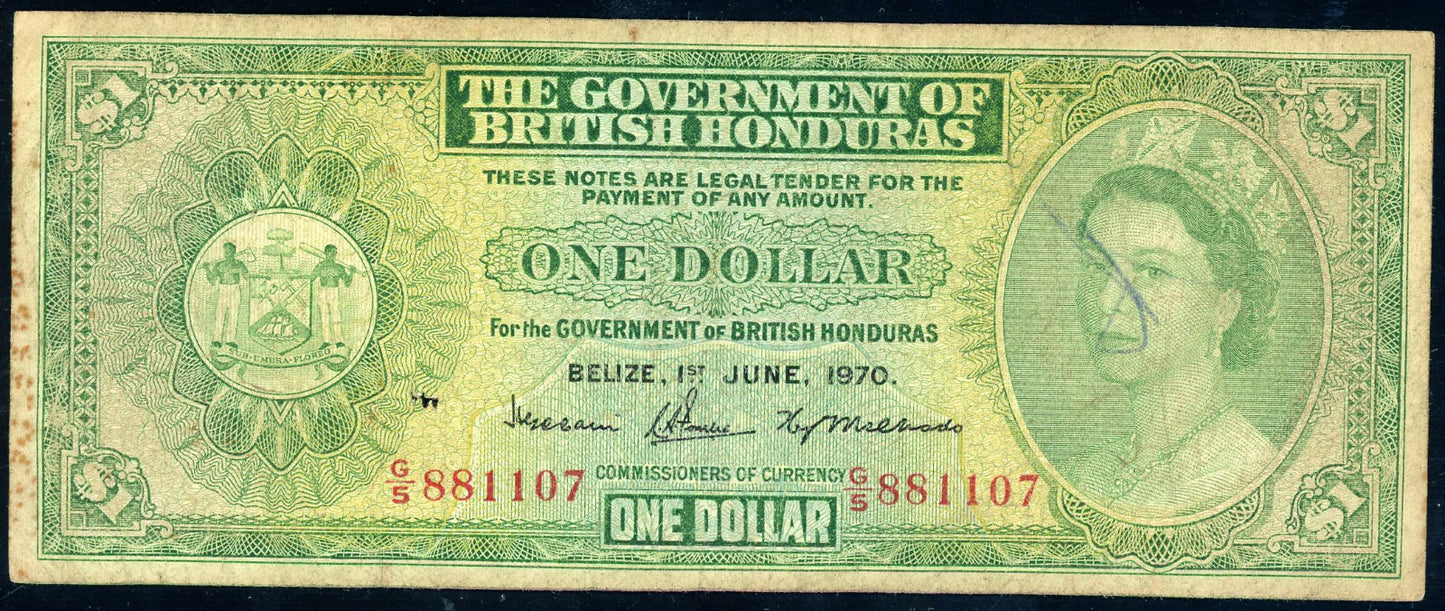 $1
$1
THE GOVERNMENT OF
BRITISH HONDURAS
THESE NOTES ARE LEGAL TENDER FOR THE
PAYMENT OF ANY AMOUNT.
ONE DOLLAR
For the GOVERNMENT of BRITISH HONDURAS
UMBRA·FLOREO
BELIZE, 1ST JUNE, 1970.
G/5 881107
COMMISSIONERS OF CURRENCY
G/5 881107
ONE DOLLAR
$1
$1